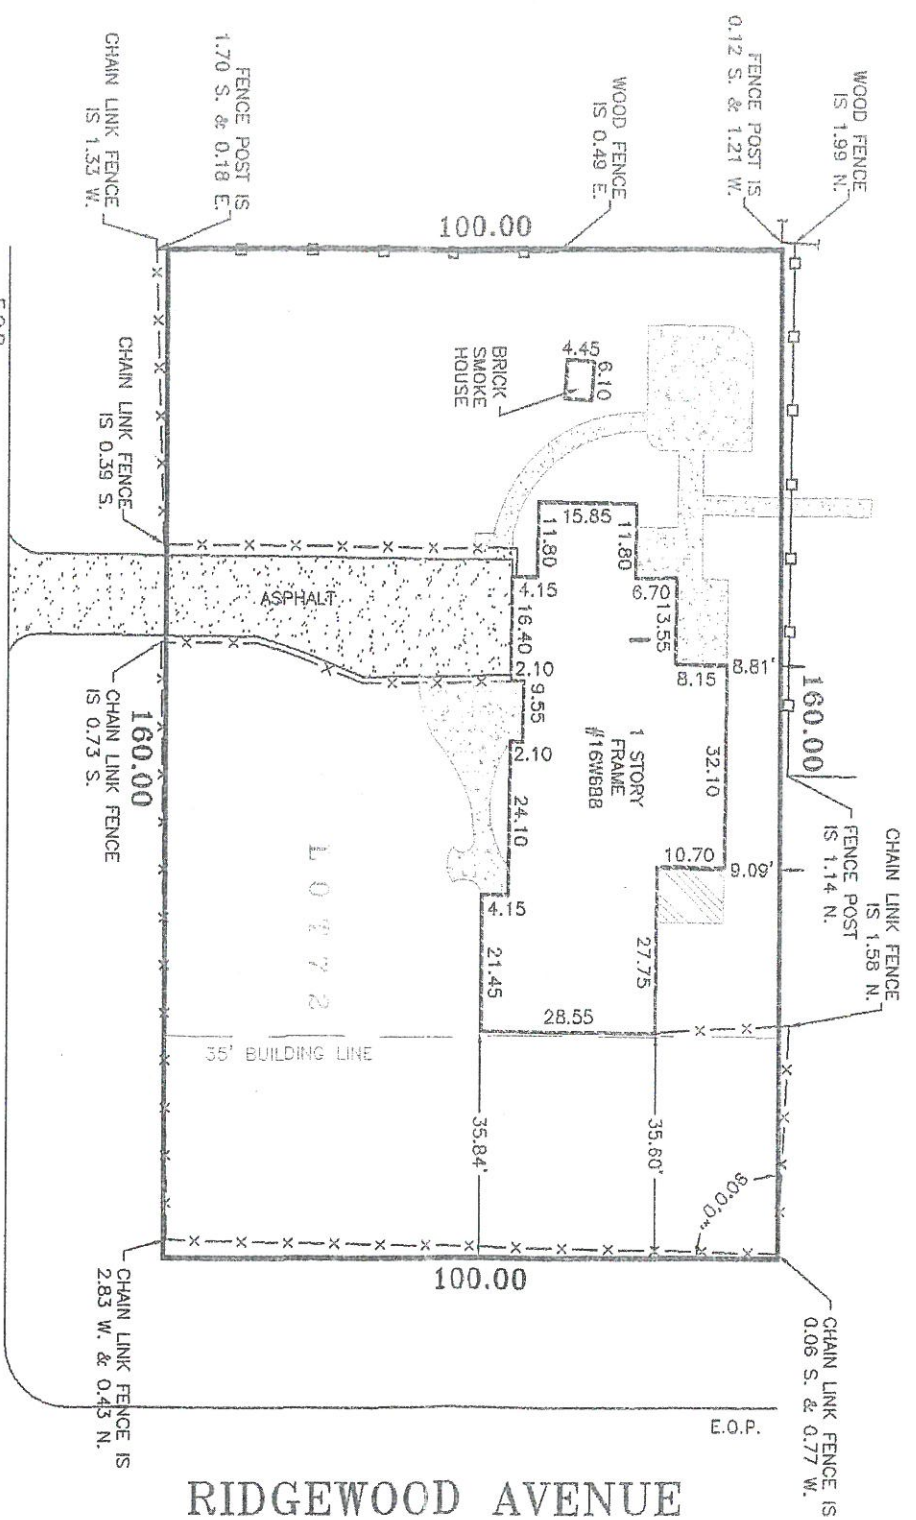 WOOD FENCE
IS 1.99 N.
FENCE POST IS
0.12 S. & 1.21 W.
WOOD FENCE
IS 0.49 E.
FENCE POST IS
1.70 S. & 0.18 E.
CHAIN LINK FENCE
IS 1.33 W.
100.00
BRICK
SMOKE
HOUSE
4.45
6.10
CHAIN LINK FENCE
IS 0.39 S.
E.O.P.
15.85
11.80
11.80
4.15
6.70
16.40
13.55
ASPHALT
2.10
8.15
8.81'
9.55
2.10
160.00
160.00
CHAIN LINK FENCE
IS 0.73 S.
1 STORY
FRAME
#16W688
32.10
24.10
10.70
9.09'
FENCE POST
IS 1.14 N.
CHAIN LINK FENCE
IS 1.58 N.
4.15
27.75
21.45
28.55
LOT 72
35' BUILDING LINE
35.84'
35.60'
100.00
CHAIN LINK FENCE IS
2.83 W. & 0.43 N.
CHAIN LINK FENCE IS
0.06 S. & 0.77 W.
E.O.P.
RIDGEWOOD AVENUE